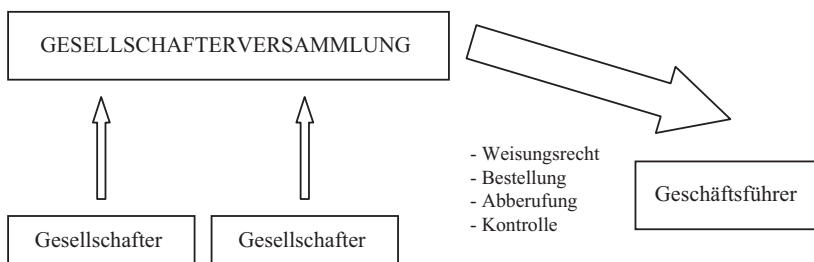 GESELLSCHAFTERVERSAMMLUNG
- Weisungsrecht
- Bestellung
- Abberufung
- Kontrolle
Geschäftsführer
Gesellschafter
Gesellschafter